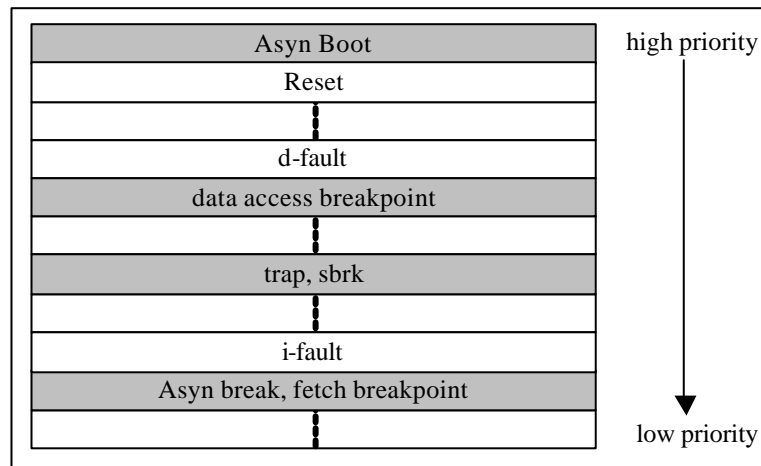 Asyn Boot
high priority
Reset
d-fault
data access breakpoint
trap, sbrk
i-fault
Asyn break, fetch breakpoint
low priority